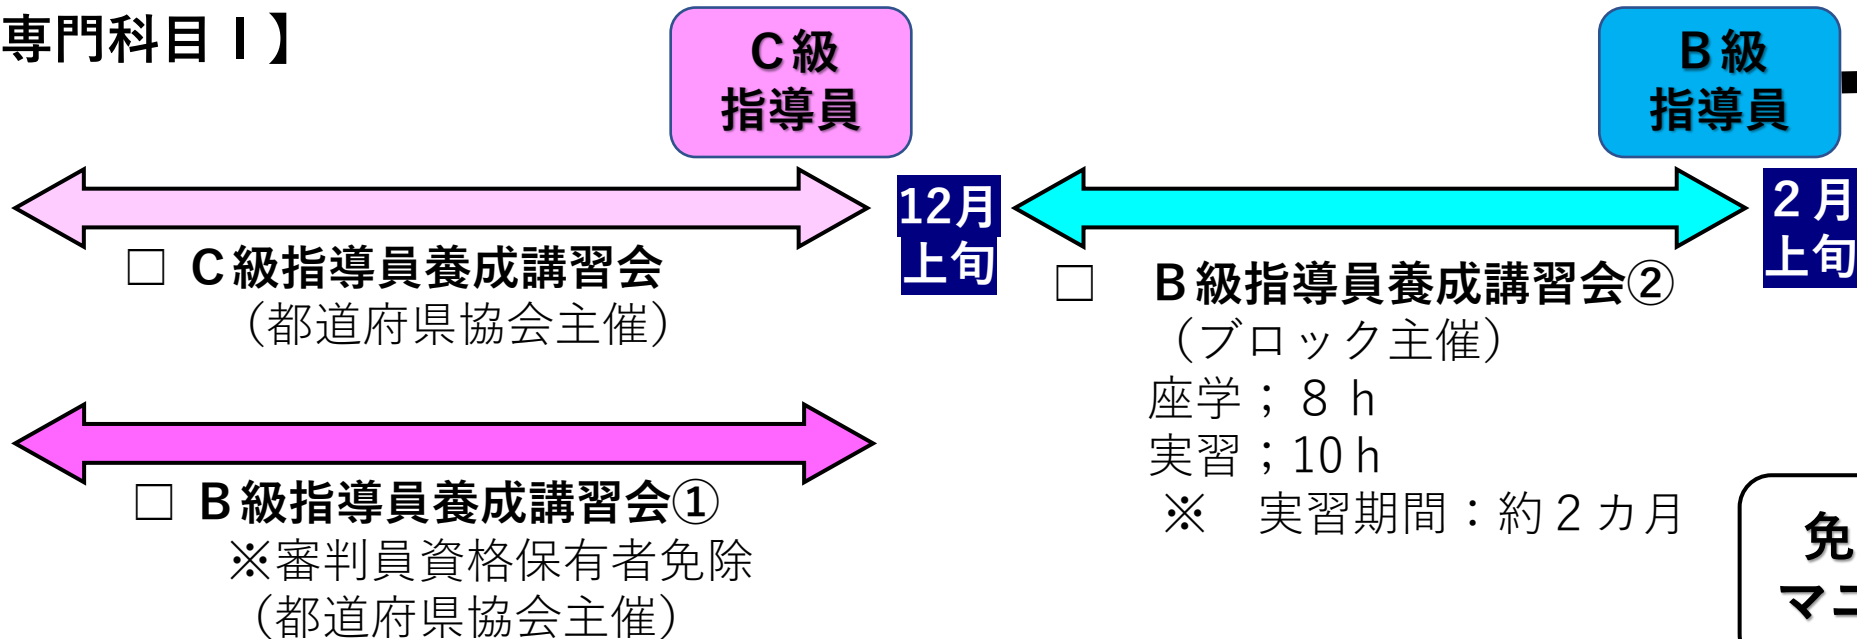 専門科目Ⅰ】
C級
指導員
B級
指導員
12月
上旬
２月
上旬
□ C級指導員養成講習会
（都道府県協会主催）
□ B級指導員養成講習会②
（ブロック主催）
座学；８ｈ
実習；10ｈ
※ 実習期間：約２カ月
□ B級指導員養成講習会①
※審判員資格保有者免除
（都道府県協会主催）
免
マニ